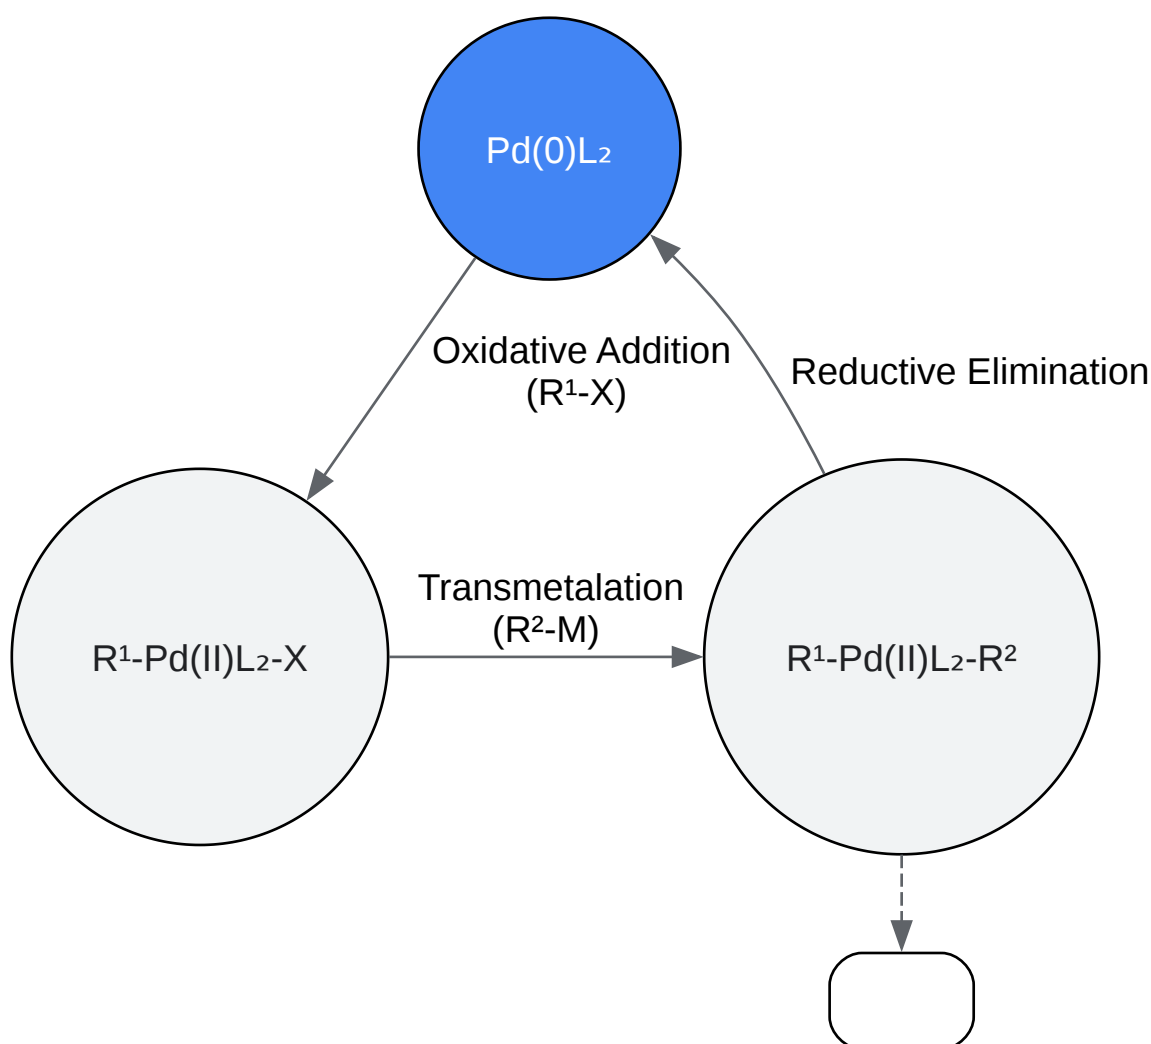 Pd(0)L₂
Oxidative Addition
(R¹-X)
Reductive Elimination
Transmetalation
(R²-M)
R¹-Pd(II)L₂-X
R¹-Pd(II)L₂-R²